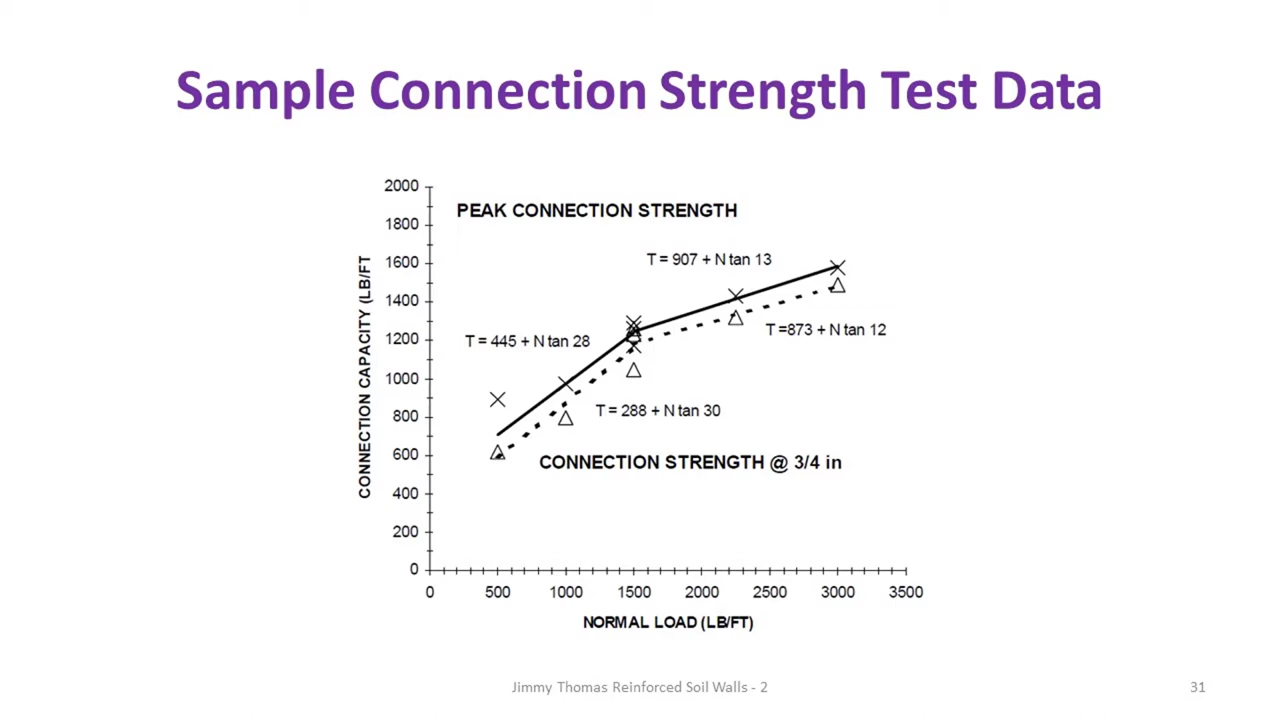 Sample Connection Strength Test Data
2000
1800
1600
1400
1200
1000
800
600
400
200
0
CONNECTION CAPACITY (LB/FT
PEAK CONNECTION STRENGTH
T = 907 + N tan 13
T = 445 + N tan 28
T =873 + N tan 12
T = 288 + N tan 30
CONNECTION STRENGTH @ 3/4 in
0 500 1000 1500 2000 2500 3000 3500
NORMAL LOAD (LB/FT)
Jimmy Thomas Reinforced Soil Walls - 2
31